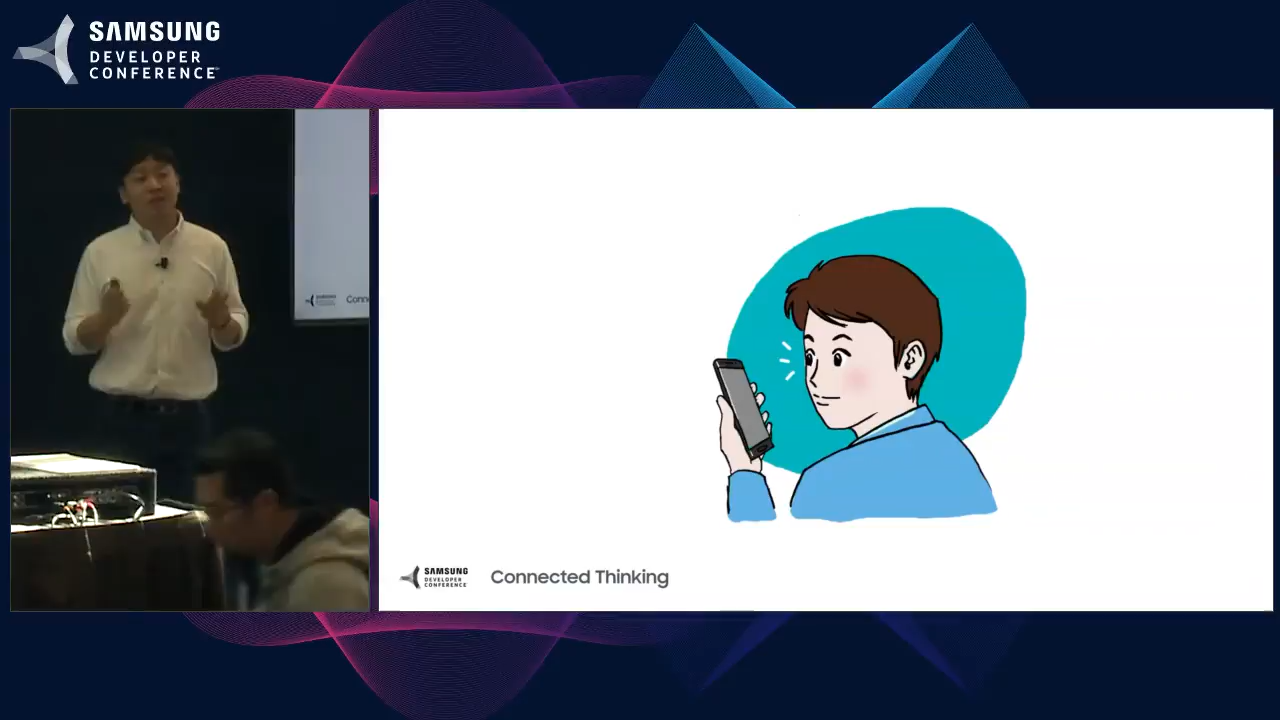 SAMSUNG
DEVELOPER
CONFERENCE
SAMSUNG
DEVELOPER
CONFERENCE
Connected Thinking